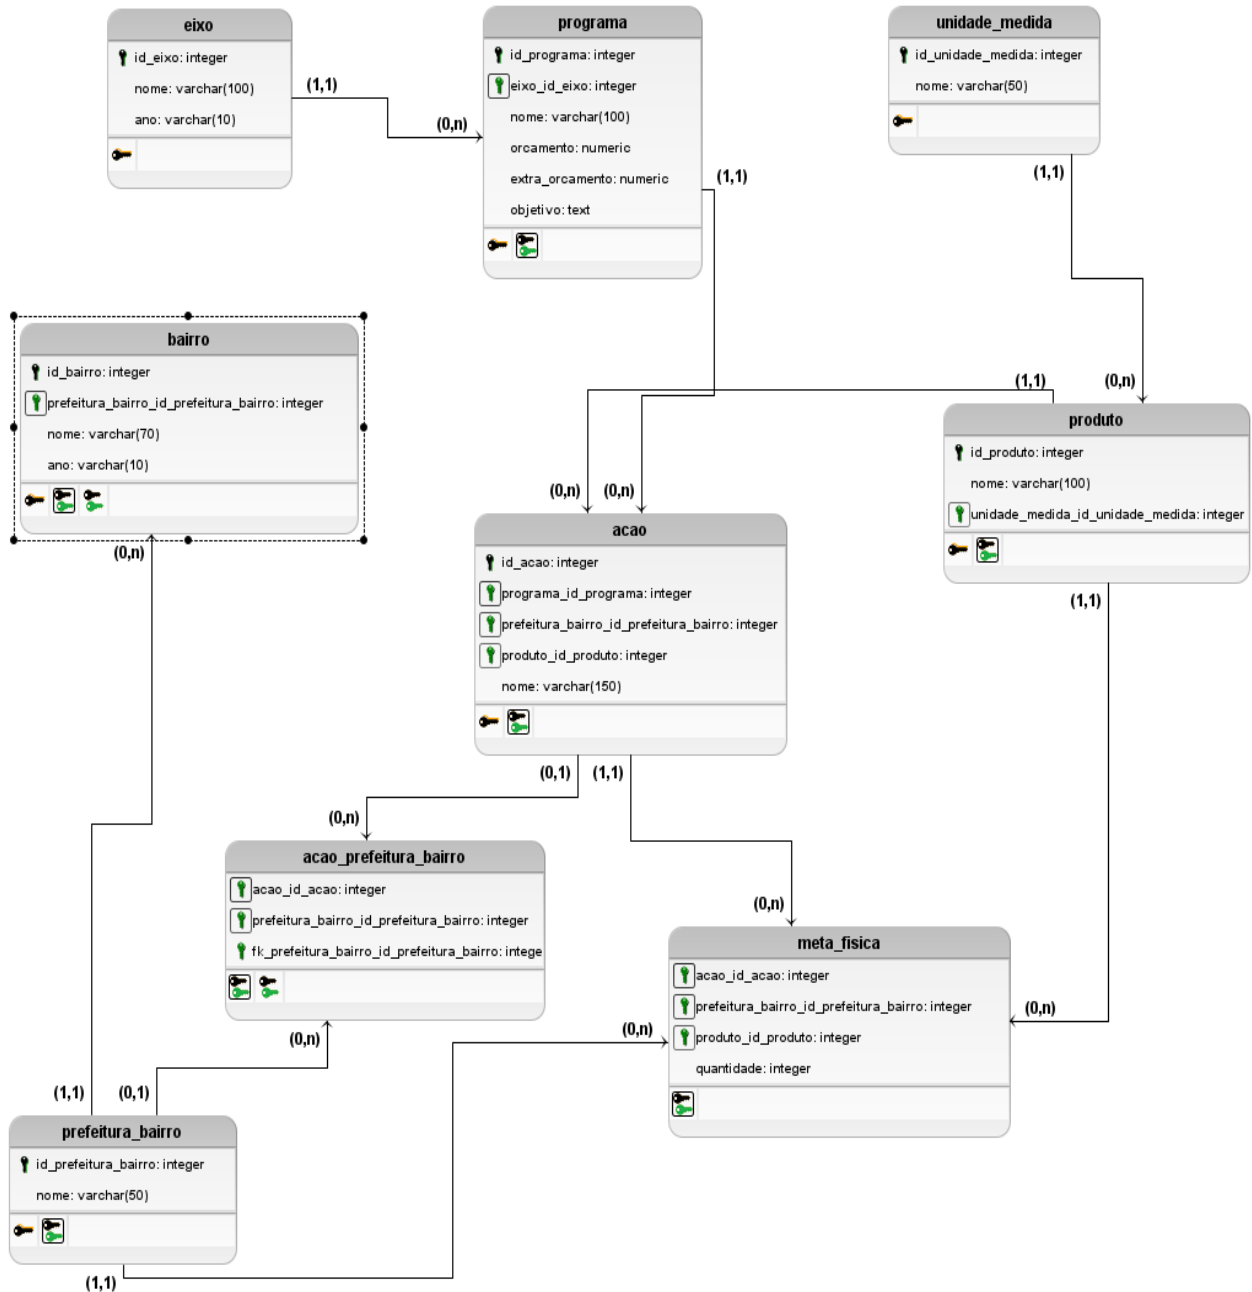 eixo
id_eixo: integer
nome: varchar(100)
ano: varchar(10)
(1,1)
(0,n)
programa
id_programa: integer
eixo_id_eixo: integer
nome: varchar(100)
orcamento: numeric
extra_orcamento: numeric
objetivo: text
(1,1)
unidade_medida
id_unidade_medida: integer
nome: varchar(50)
(1,1)
(0,n)
bairro
id_bairro: integer
prefeitura_bairro_id_prefeitura_bairro: integer
nome: varchar(70)
ano: varchar(10)
(0,n)
(1,1)
produto
id_produto: integer
nome: varchar(100)
unidade_medida_id_unidade_medida: integer
(1,1)
(0,n)
(0,n)
acao
id_acao: integer
programa_id_programa: integer
prefeitura_bairro_id_prefeitura_bairro: integer
produto_id_produto: integer
nome: varchar(150)
(0,1)
(1,1)
(0,n)
acao_prefeitura_bairro
acao_id_acao: integer
prefeitura_bairro_id_prefeitura_bairro: integer
fk_prefeitura_bairro_id_prefeitura_bairro: intege
(0,n)
(0,n)
meta_fisica
acao_id_acao: integer
prefeitura_bairro_id_prefeitura_bairro: integer
produto_id_produto: integer
quantidade: integer
(0,n)
(0,n)
(1,1)
(0,1)
prefeitura_bairro
id_prefeitura_bairro: integer
nome: varchar(50)
(1,1)